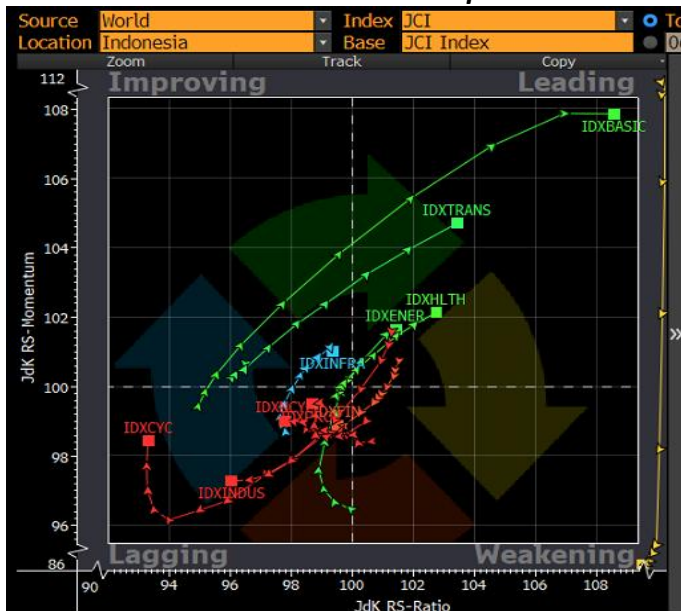 Source World Index JCI To
Location Indonesia Base JCI Index
Zoom Track Copy
Improving Leading
112
108
106
104
102
100
98
96
86
JdK RS-Momentum
IDXBASIC
IDXTRANS
IDXHLTH
IDXENER
IDXINFRA
IDXFIN
IDXCYC
IDXINDUS
Lagging Weakening
90 94 96 98 100 102 104 106 108
JdK RS-Ratio
»